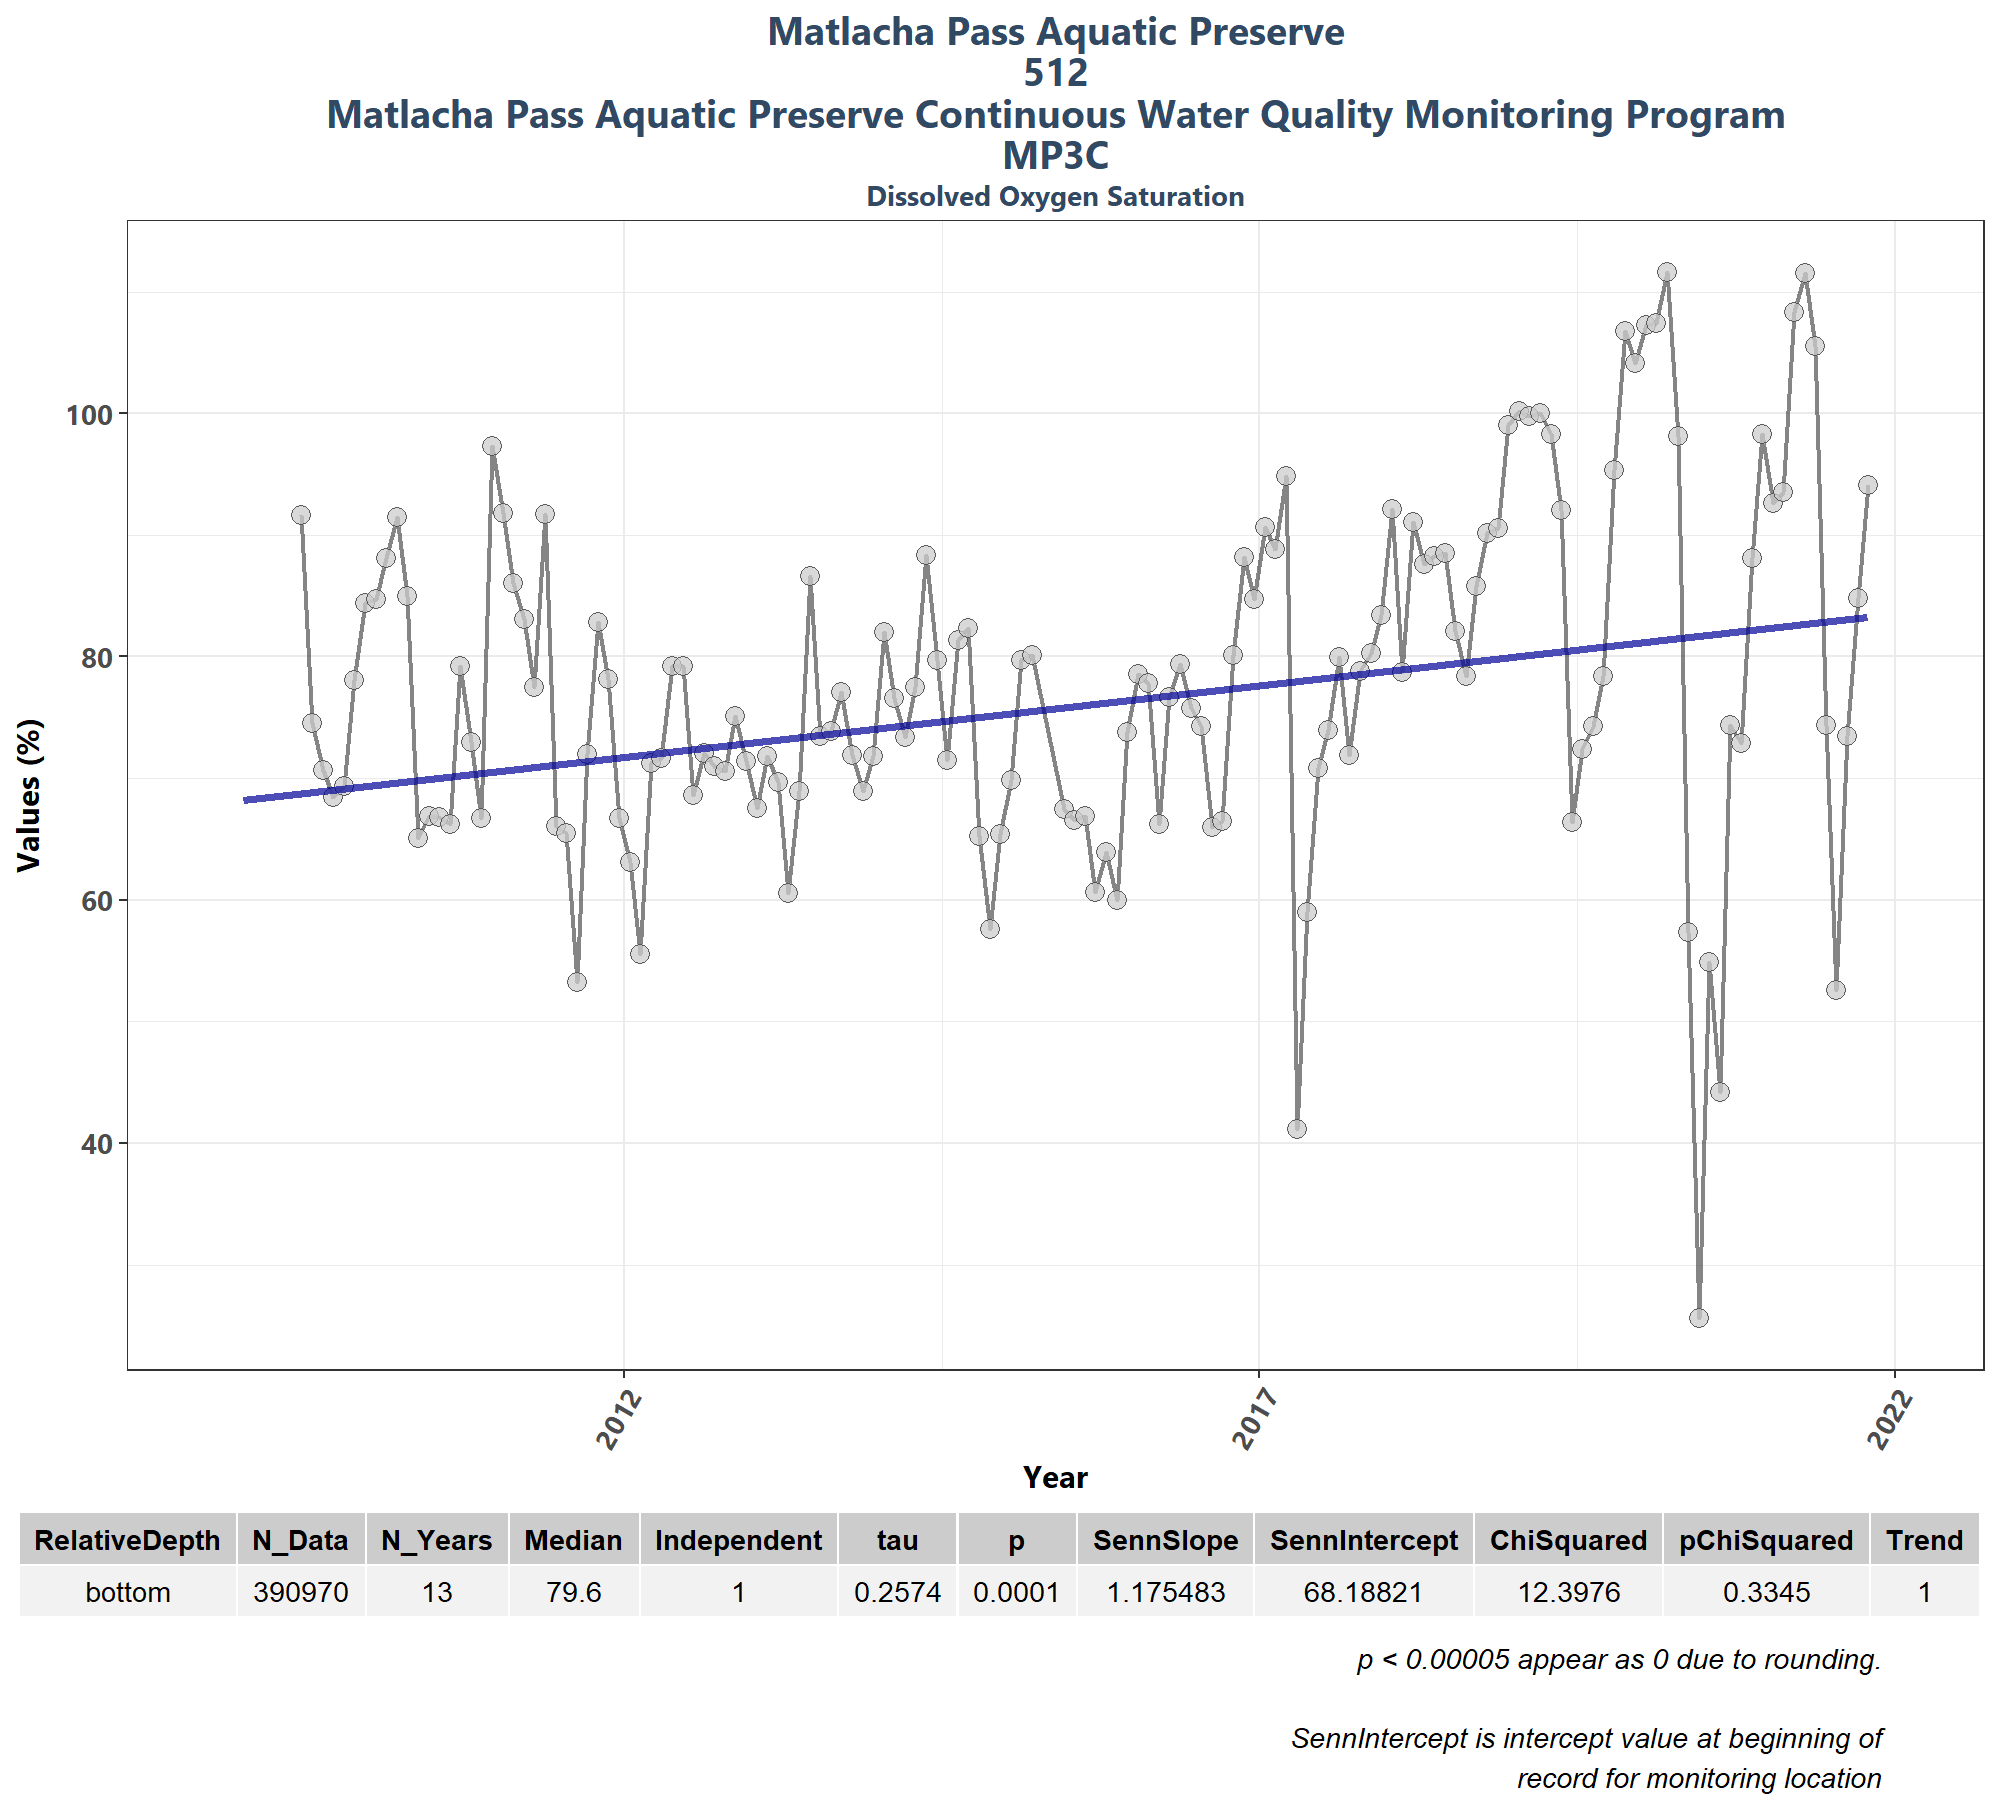 Matlacha Pass Aquatic Preserve
512
Matlacha Pass Aquatic Preserve Continuous Water Quality Monitoring Program
MP3C
Dissolved Oxygen Saturation
100
80
60
40
Values (%)
2012 2017 2022
Year
RelativeDepth N_Data N_Years Median Independent tau p SennSlope SennIntercept ChiSquared pChiSquared Trend
bottom 390970 13 79.6 1 0.2574 0.0001 1.175483 68.18821 12.3976 0.3345 1
p < 0.00005 appear as 0 due to rounding.
SennIntercept is intercept value at beginning of
record for monitoring location